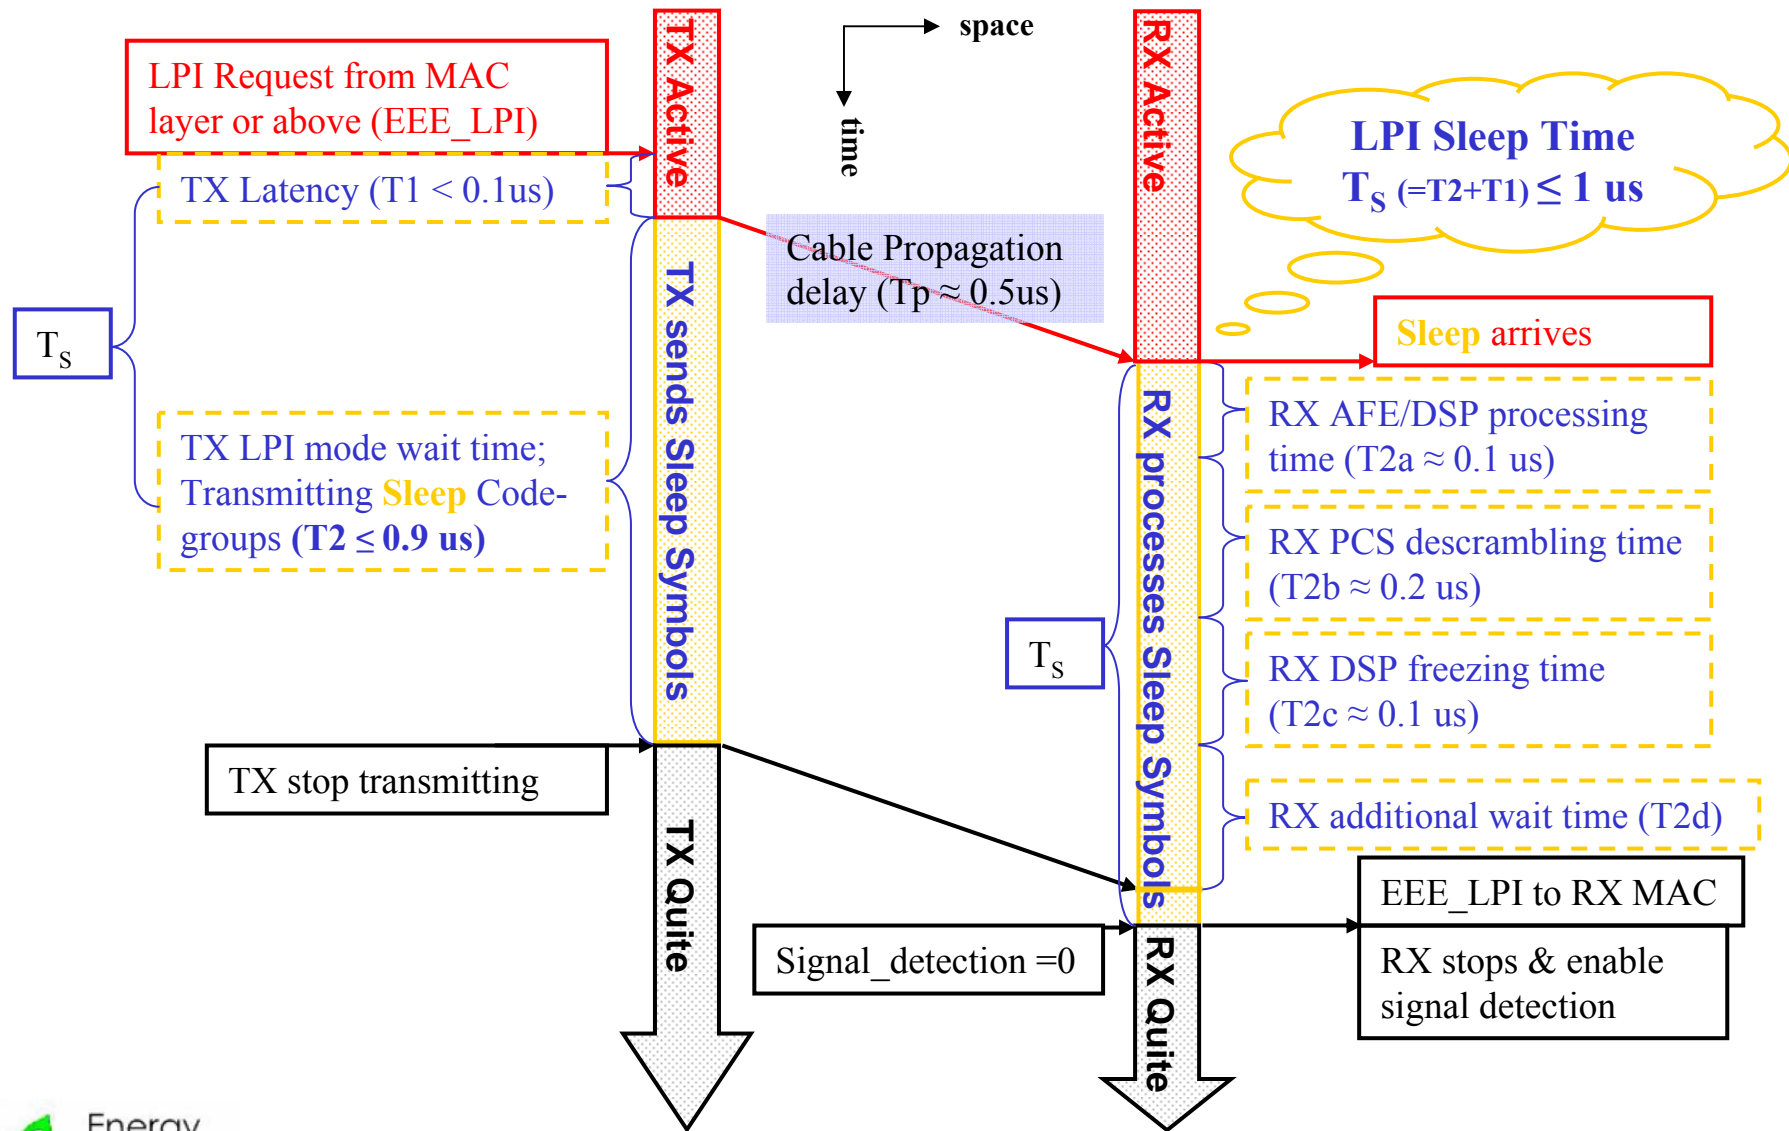 space
time
TX Active
RX Active
LPI Request from MAC
layer or above (EEE_LPI)
TX Latency (T1 < 0.1us)
T_S
TX LPI mode wait time;
Transmitting Sleep Code-
groups (T2 ≤ 0.9 us)
TX sends Sleep Symbols
TX stop transmitting
TX Quite
Cable Propagation
delay (Tp ≈ 0.5us)
LPI Sleep Time
T_S (=T2+T1) ≤ 1 us
Sleep arrives
RX processes Sleep Symbols
T_S
RX AFE/DSP processing
time (T2a ≈ 0.1 us)
RX PCS descrambling time
(T2b ≈ 0.2 us)
RX DSP freezing time
(T2c ≈ 0.1 us)
RX additional wait time (T2d)
EEE_LPI to RX MAC
Signal_detection =0
RX Quite
RX stops & enable
signal detection
Energy